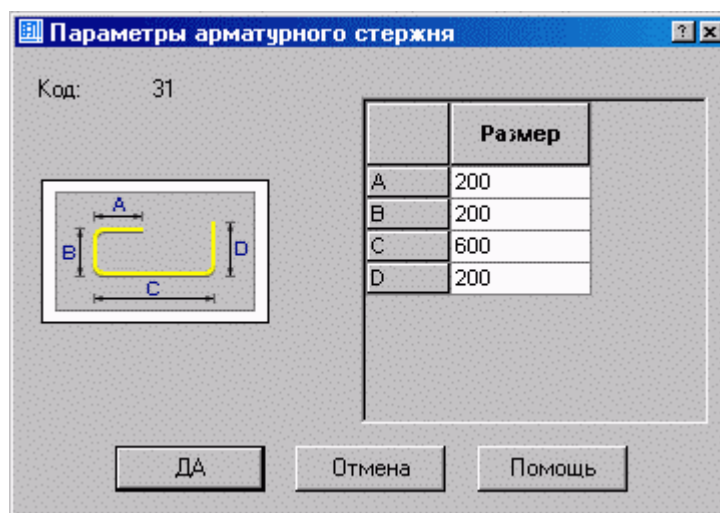 Параметры арматурного стержня
Код: 31
Размер
A 200
B 200
C 600
D 200
A
B
D
C
ДА Отмена Помощь